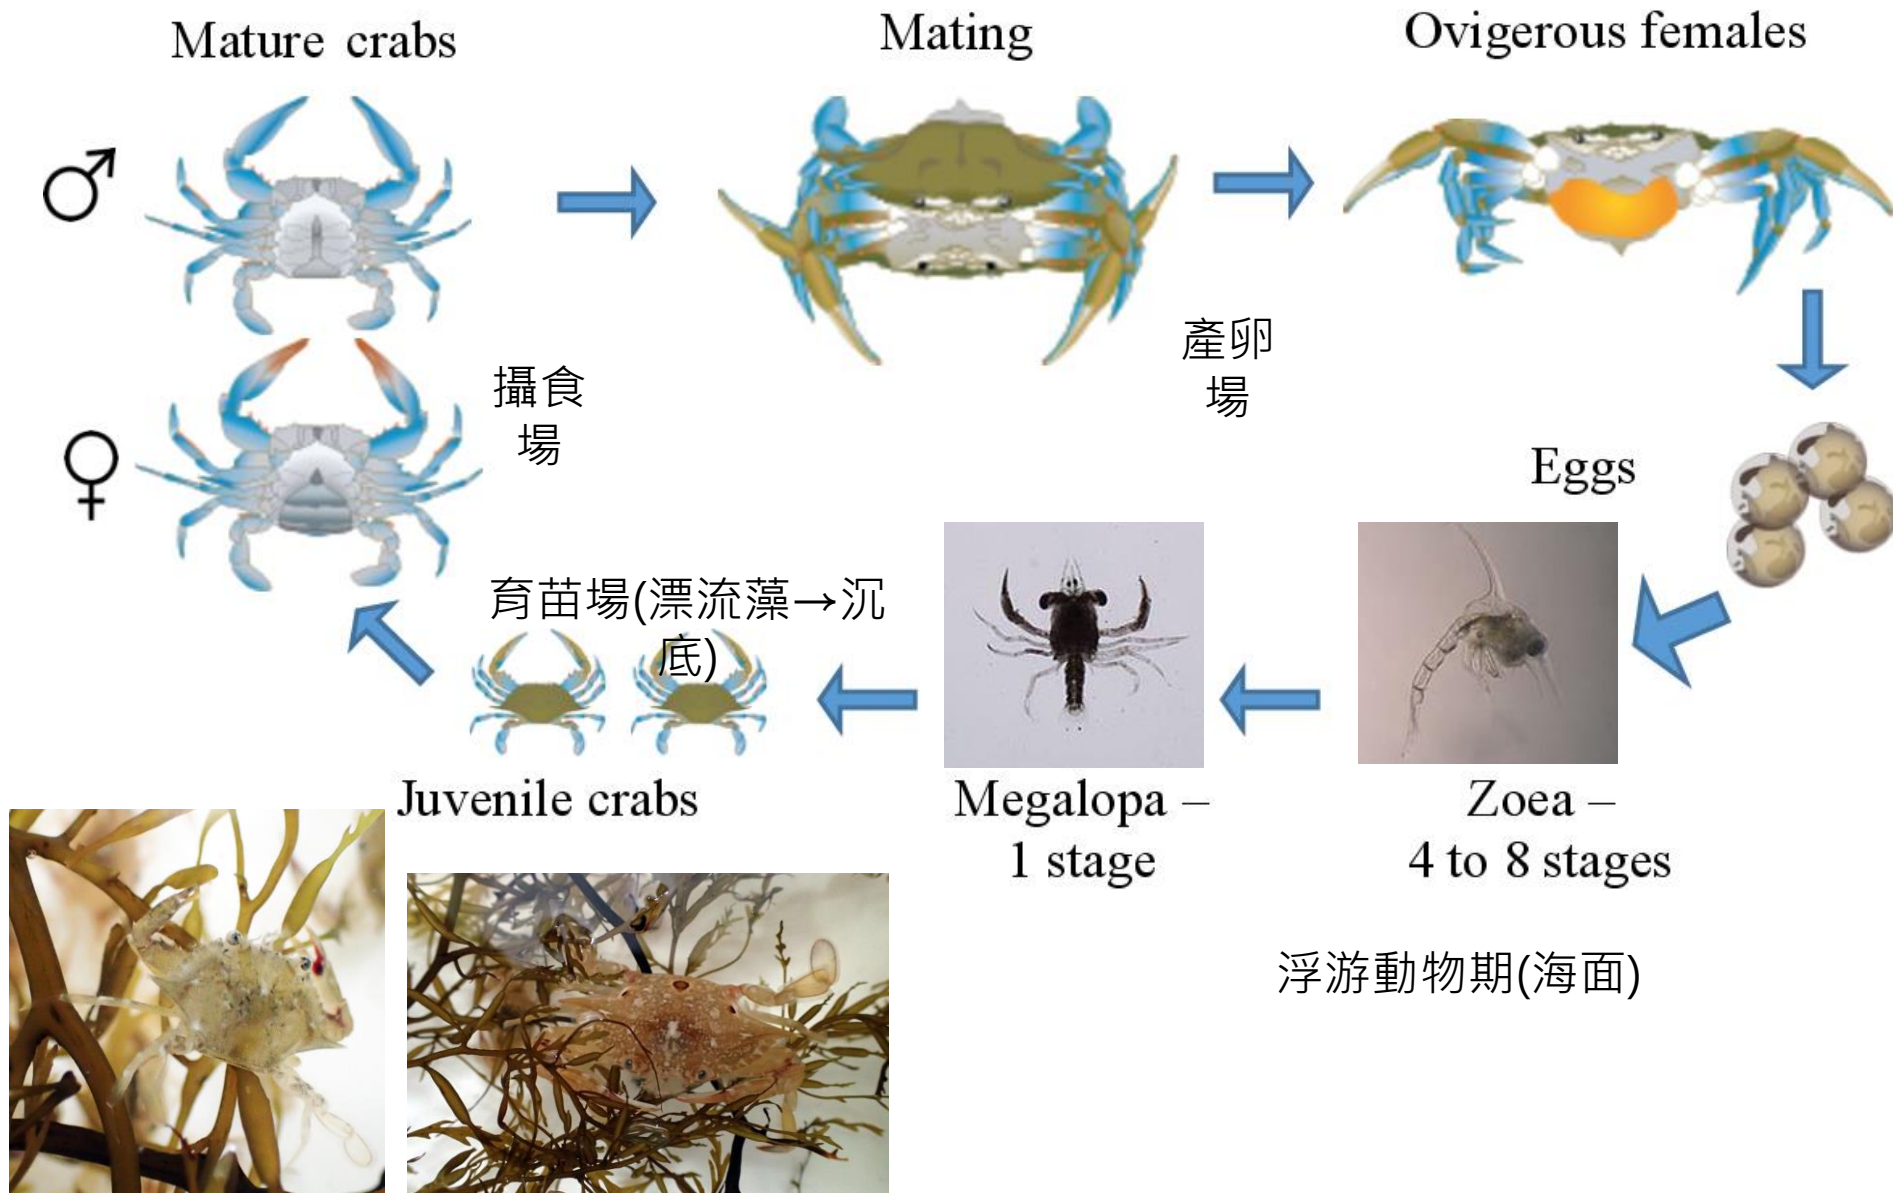 Mature crabs
Mating
Ovigerous females
產卵
場
攝食
場
Eggs
育苗場(漂流藻→沉
底)
Juvenile crabs
Megalopa –
1 stage
Zoea –
4 to 8 stages
浮游動物期(海面)